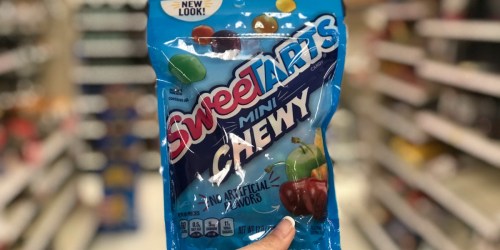 NEW
LOOK!
SweeTARTS
MINI
CHEWY
NO ARTIFICIAL
FLAVORS